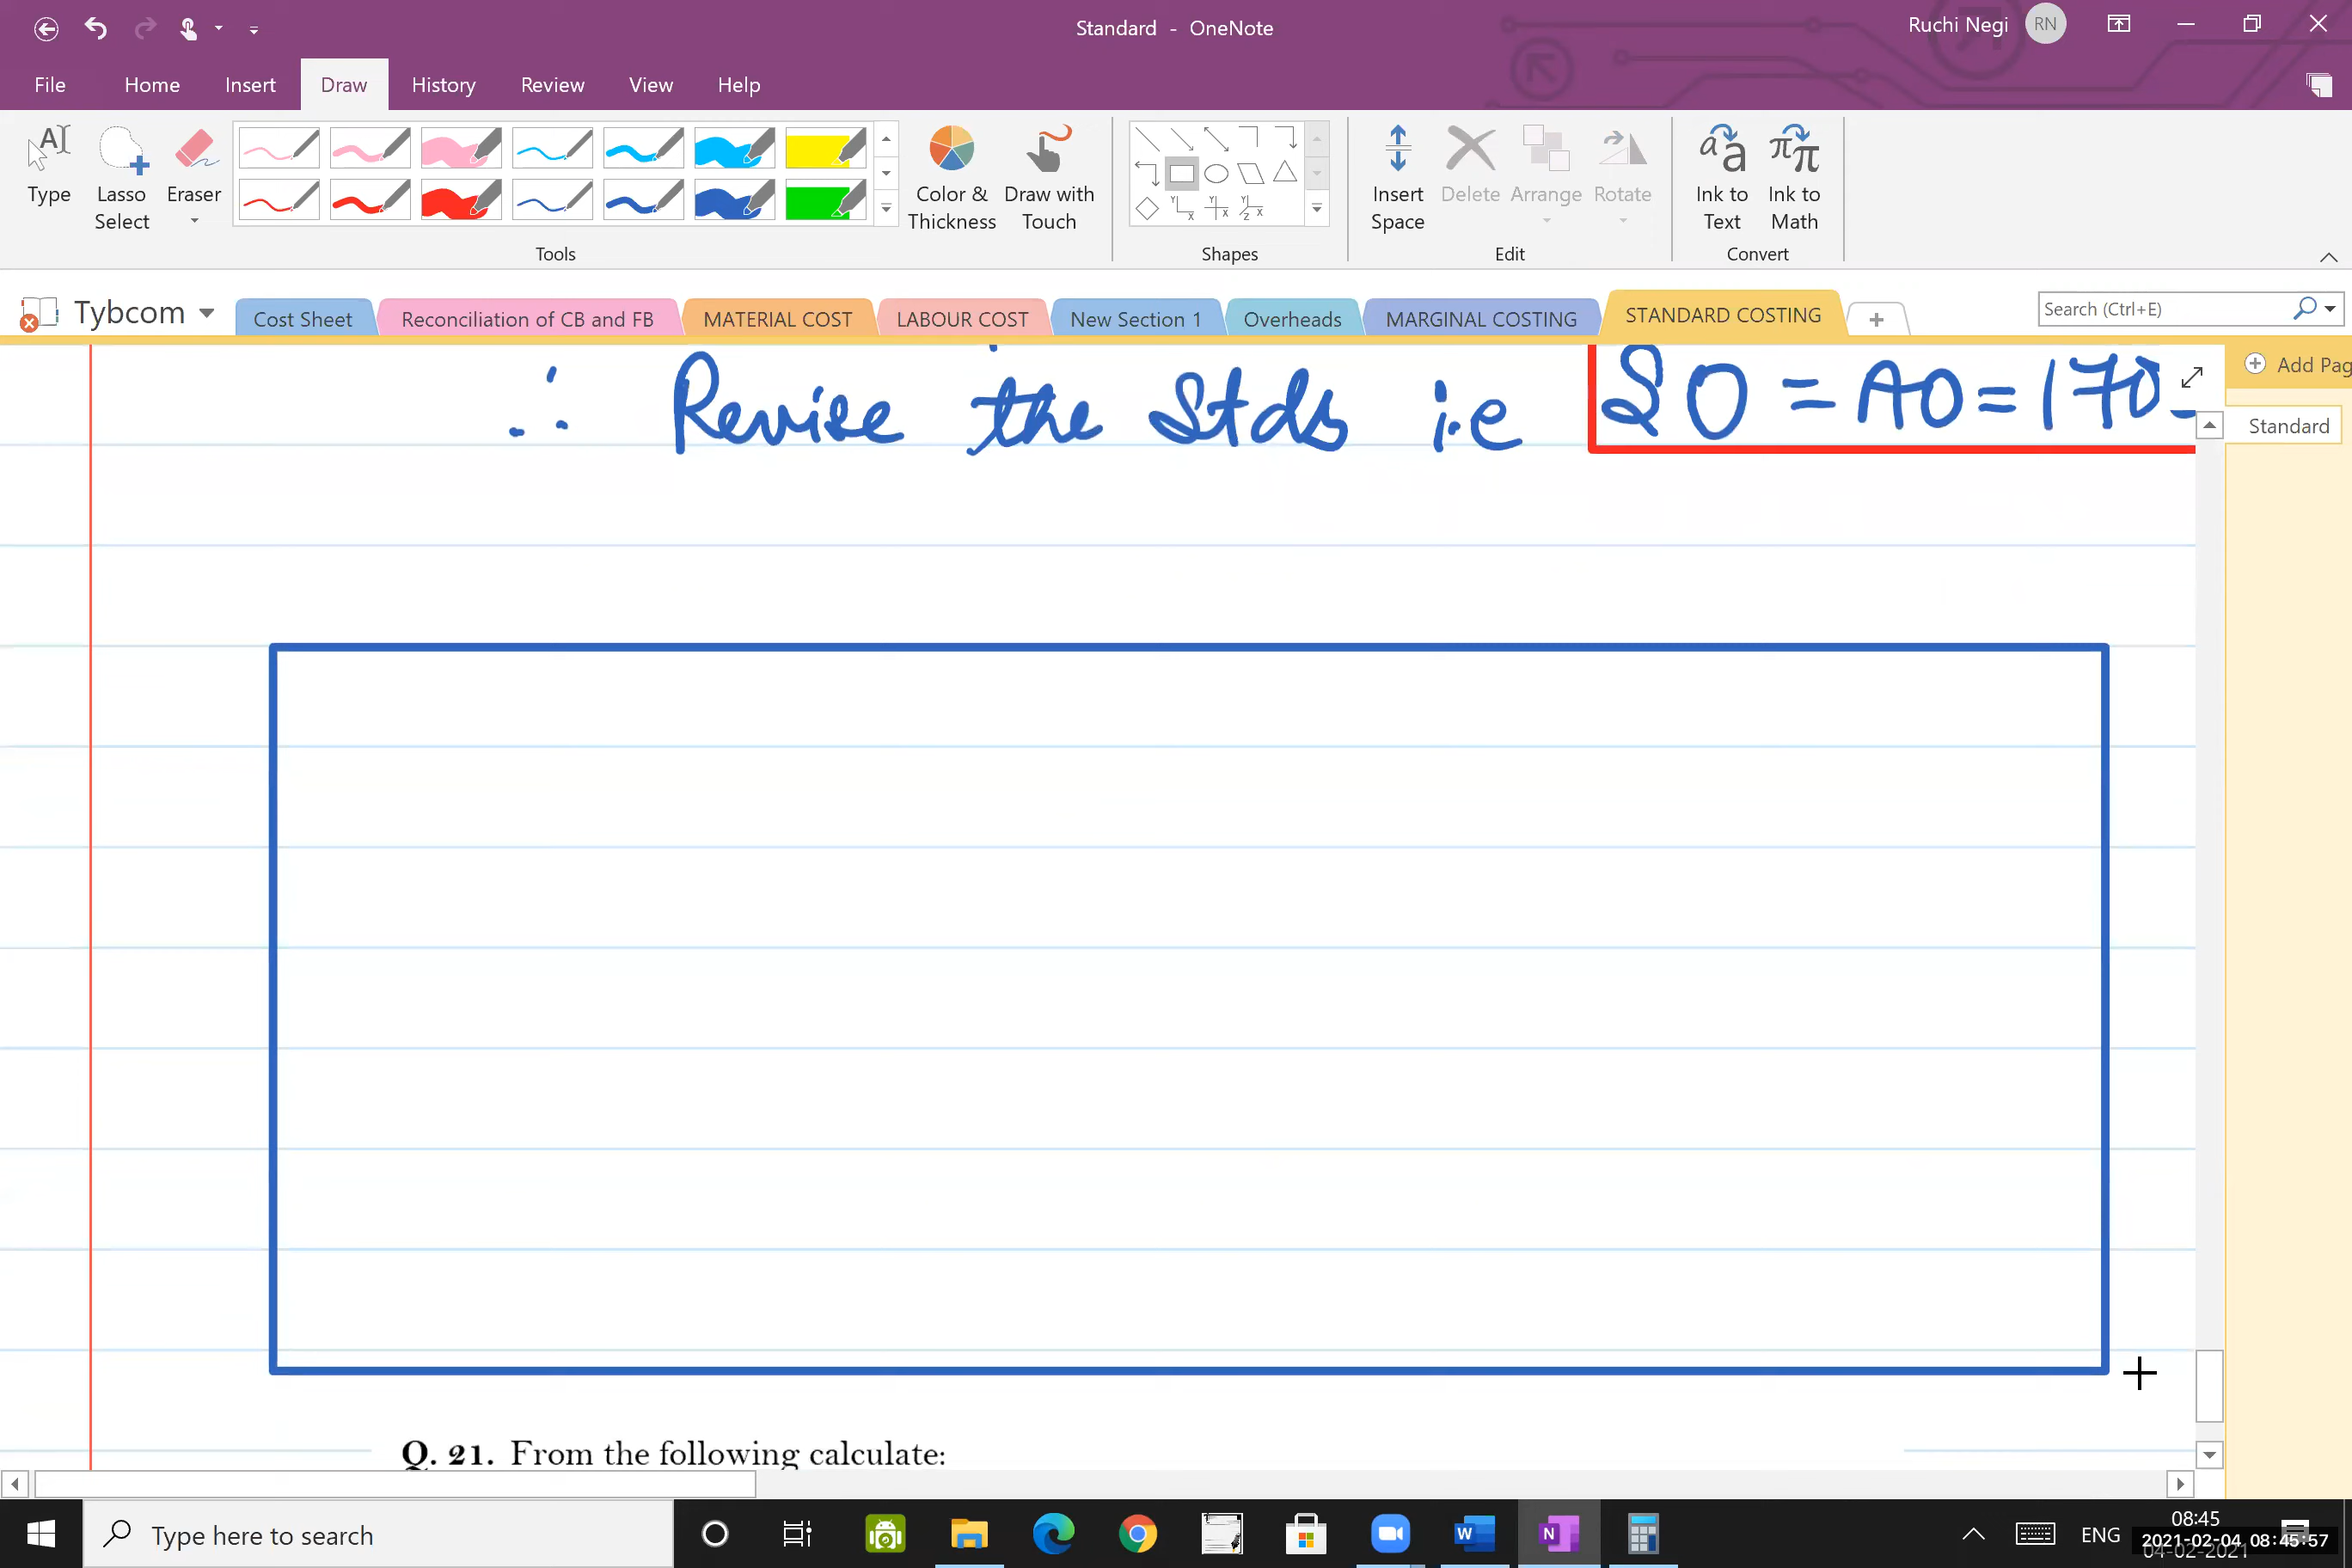 Standard - OneNote
Ruchi Negi
RN
File Home Insert Draw History Review View Help
Type
Lasso Select
Eraser
Color & Thickness
Draw with Touch
Insert Space
Delete
Arrange
Rotate
Ink to Text
Ink to Math
Tools Shapes Edit Convert
Tybcom
Cost Sheet
Reconciliation of CB and FB
MATERIAL COST
LABOUR COST
New Section 1
Overheads
MARGINAL COSTING
STANDARD COSTING
Search (Ctrl+E)
Add Pag
Standard
∴ Revise the Stds i.e SO = AO = 170
Q. 21. From the following calculate:
Type here to search
ENG
08:45
2021-02-04 08:45:57
04-02-2021